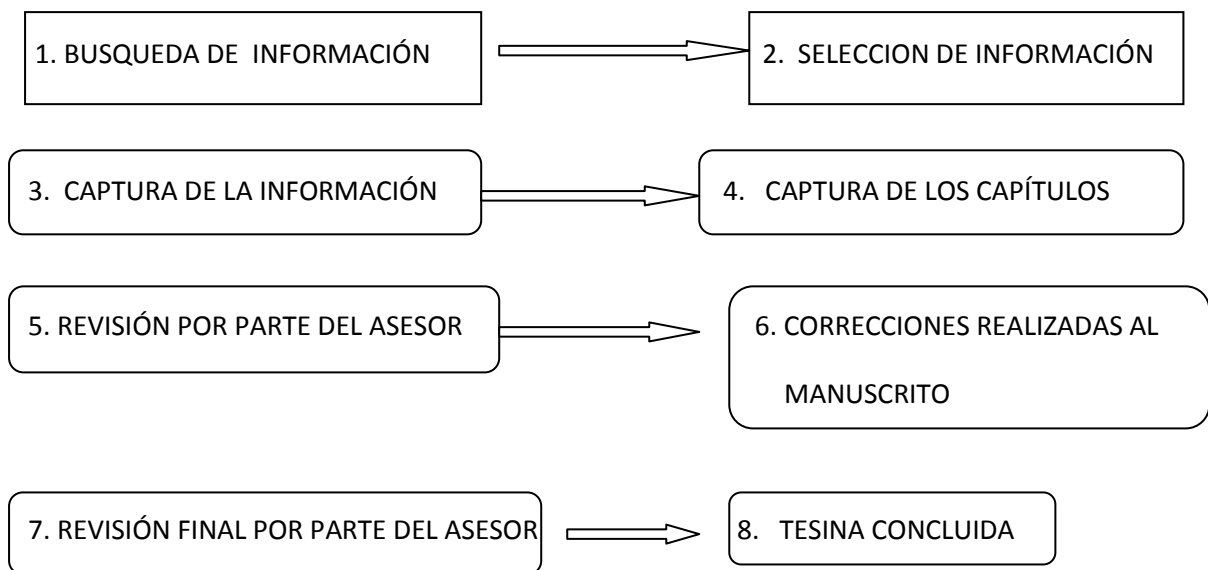 1. BUSQUEDA DE INFORMACIÓN
2. SELECCION DE INFORMACIÓN
3. CAPTURA DE LA INFORMACIÓN
4. CAPTURA DE LOS CAPÍTULOS
5. REVISIÓN POR PARTE DEL ASESOR
6. CORRECCIONES REALIZADAS AL
MANUSCRITO
7. REVISIÓN FINAL POR PARTE DEL ASESOR
8. TESINA CONCLUIDA